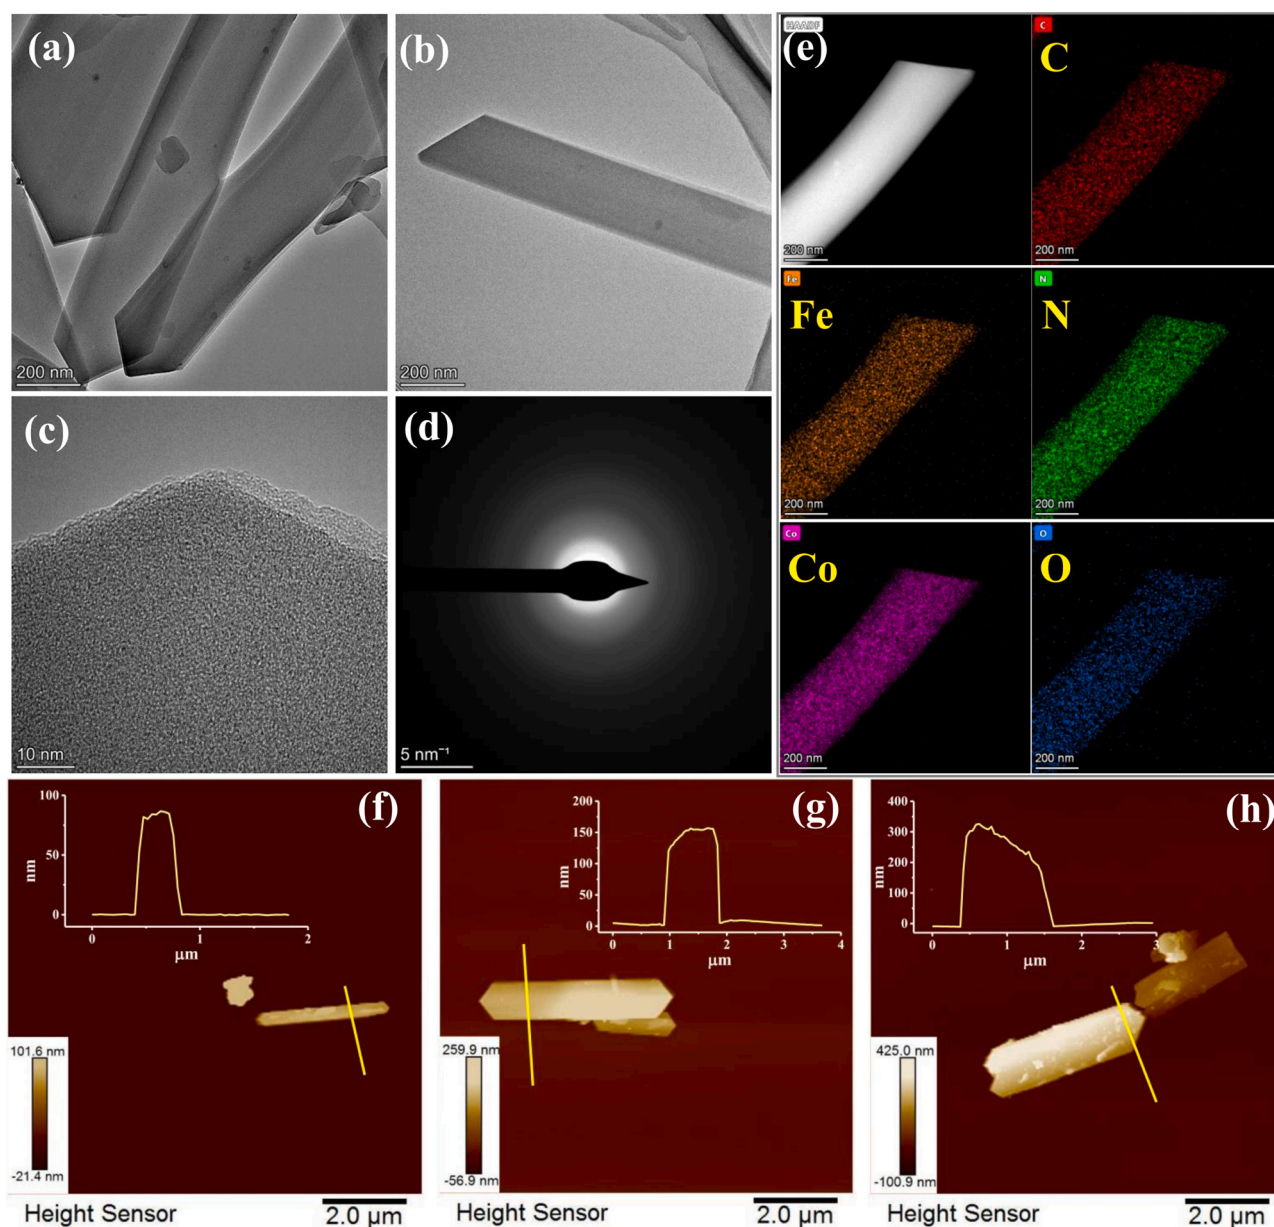 (a)
200 nm
(b)
200 nm
(c)
10 nm
(d)
5 nm⁻¹
(e)
HAADF
200 nm
C
C
200 nm
Fe
Fe
200 nm
N
N
200 nm
Co
Co
200 nm
O
O
200 nm
(f)
100
50
0
nm
0 1 2
μm
101.6 nm
-21.4 nm
Height Sensor
2.0 μm
(g)
200
150
100
50
0
nm
0 1 2 3 4
μm
259.9 nm
-56.9 nm
Height Sensor
2.0 μm
(h)
400
300
200
100
0
nm
0 1 2 3
μm
425.0 nm
-100.9 nm
Height Sensor
2.0 μm